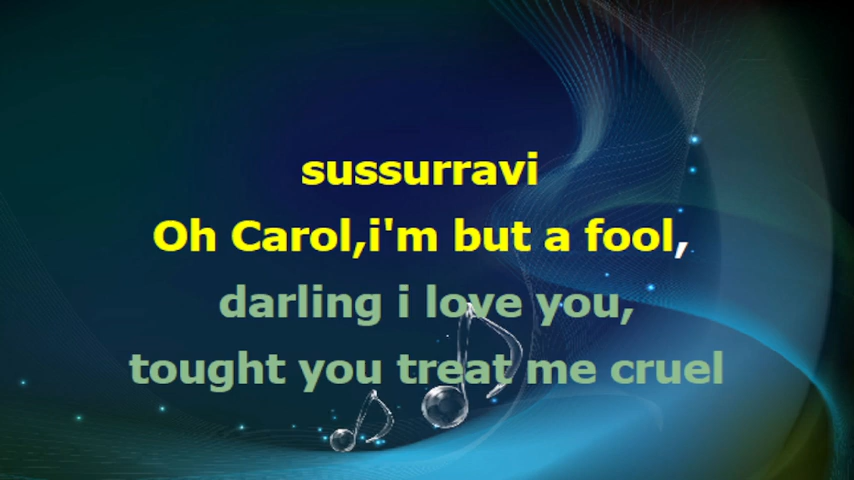 sussurravi
Oh Carol,i'm but a fool,
darling i love you,
tought you treat me cruel